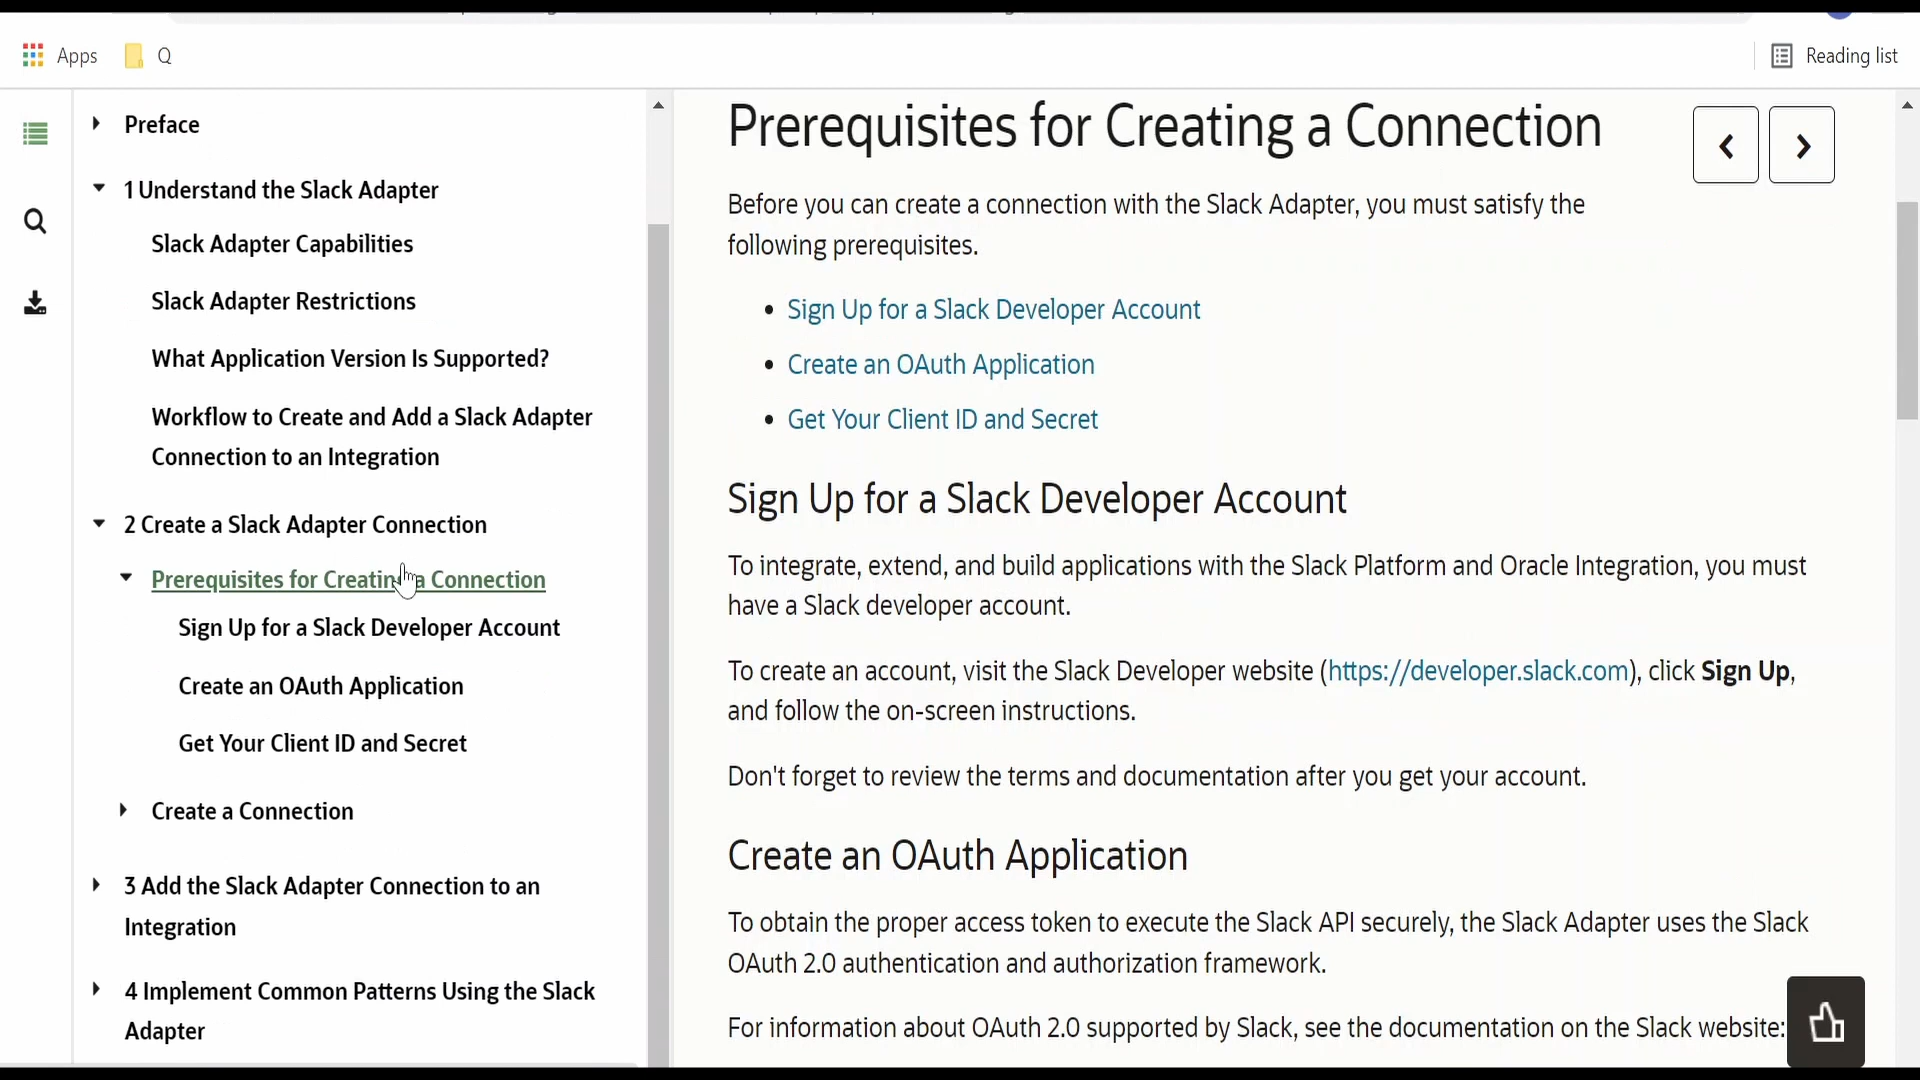 Apps
Q
Reading list
Preface
1 Understand the Slack Adapter
Slack Adapter Capabilities
Slack Adapter Restrictions
What Application Version Is Supported?
Workflow to Create and Add a Slack Adapter
Connection to an Integration
2 Create a Slack Adapter Connection
Prerequisites for Creating a Connection
Sign Up for a Slack Developer Account
Create an OAuth Application
Get Your Client ID and Secret
Create a Connection
3 Add the Slack Adapter Connection to an
Integration
4 Implement Common Patterns Using the Slack
Adapter
Prerequisites for Creating a Connection
Before you can create a connection with the Slack Adapter, you must satisfy the
following prerequisites.
• Sign Up for a Slack Developer Account
• Create an OAuth Application
• Get Your Client ID and Secret
Sign Up for a Slack Developer Account
To integrate, extend, and build applications with the Slack Platform and Oracle Integration, you must
have a Slack developer account.
To create an account, visit the Slack Developer website (https://developer.slack.com), click Sign Up,
and follow the on-screen instructions.
Don't forget to review the terms and documentation after you get your account.
Create an OAuth Application
To obtain the proper access token to execute the Slack API securely, the Slack Adapter uses the Slack
OAuth 2.0 authentication and authorization framework.
For information about OAuth 2.0 supported by Slack, see the documentation on the Slack website: